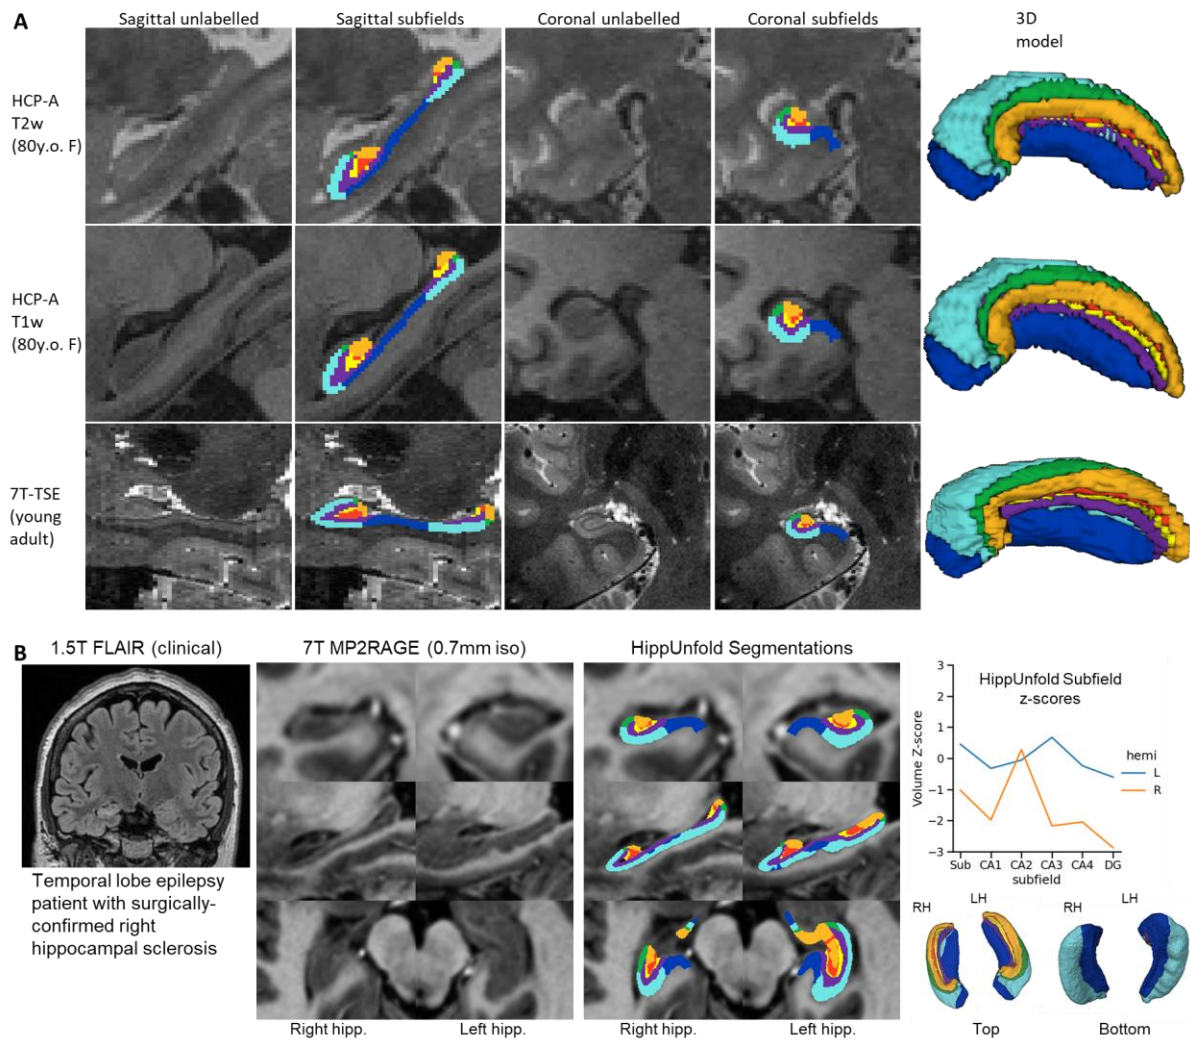 A
Sagittal unlabelled
Sagittal subfields
Coronal unlabelled
Coronal subfields
3D
model
HCP-A
T2w
(80y.o. F)
HCP-A
T1w
(80y.o. F)
7T-TSE
(young
adult)
B
1.5T FLAIR (clinical)
7T MP2RAGE (0.7mm iso)
HippUnfold Segmentations
Temporal lobe epilepsy
patient with surgically-
confirmed right
hippocampal sclerosis
Right hipp.
Left hipp.
Right hipp.
Left hipp.
HippUnfold Subfield
z-scores
Volume Z-score
3
2
1
0
−1
−2
−3
hemi
L
R
Sub CA1 CA2 CA3 CA4 DG
subfield
RH
LH
RH
LH
Top
Bottom